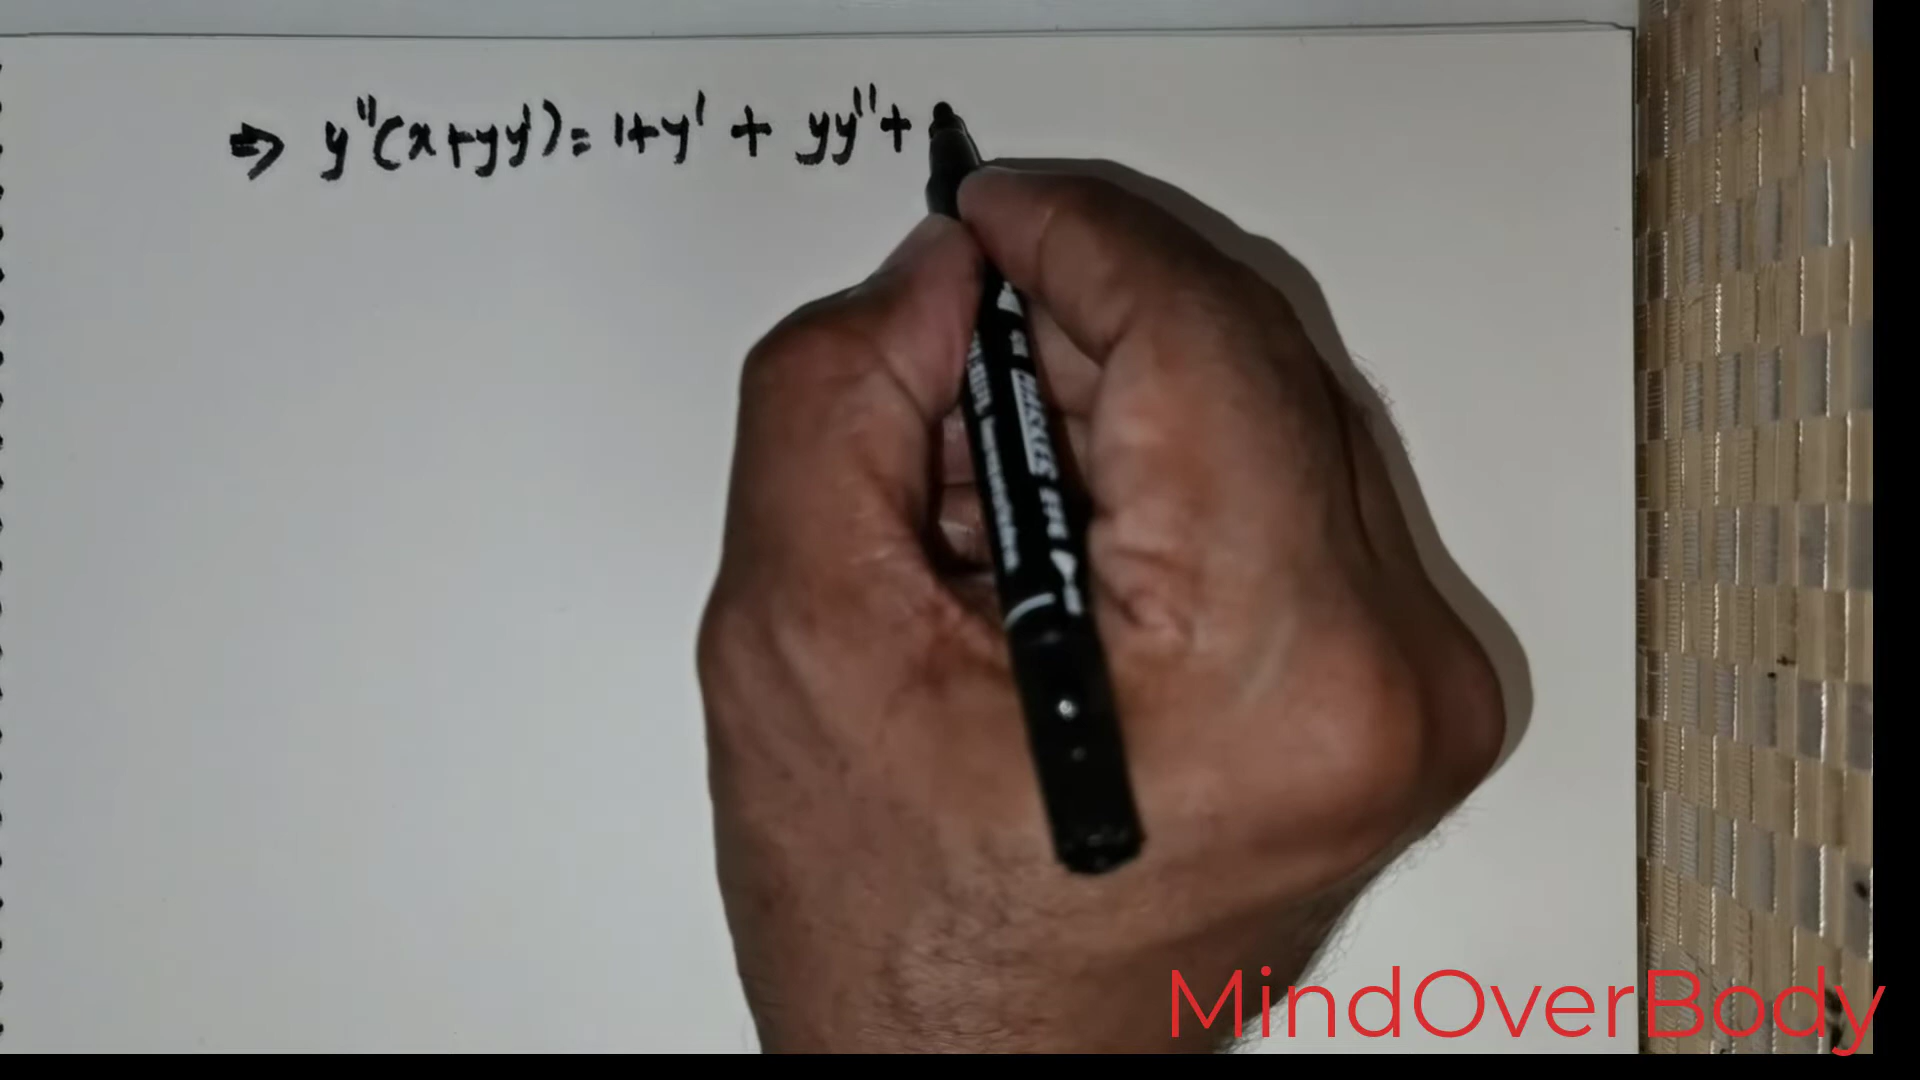 ⇒ y"(x+yy') = 1+y' + yy''+
MindOverBody